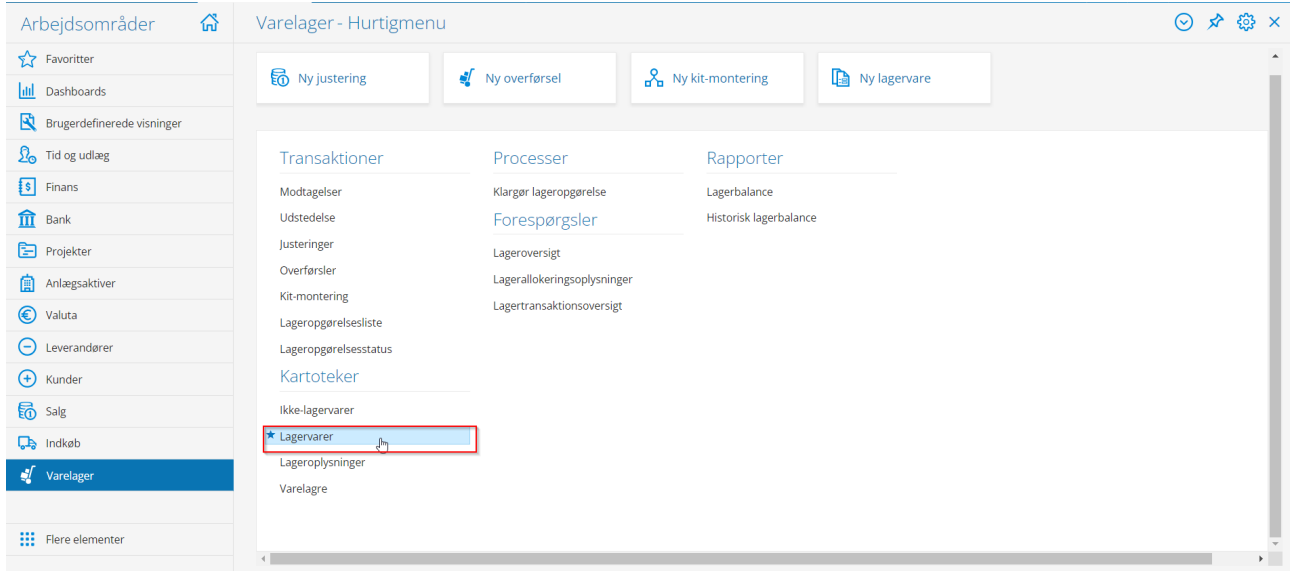 Arbejdsområder
Favoritter
Dashboards
Brugerdefinerede visninger
Tid og udlæg
Finans
Bank
Projekter
Anlægsaktiver
Valuta
Leverandører
Kunder
Salg
Indkøb
Varelager
Flere elementer
Varelager - Hurtigmenu
Ny justering
Ny overførsel
Ny kit-montering
Ny lagervare
Transaktioner
Modtagelser
Udstedelse
Justeringer
Overførsler
Kit-montering
Lageropgørelsesliste
Lageropgørelsesstatus
Kartoteker
Ikke-lagervarer
Lagervarer
Lageroplysninger
Varelagre
Processer
Klargør lageropgørelse
Forespørgsler
Lageroversigt
Lagerallokeringsoplysninger
Lagertransaktionsoversigt
Rapporter
Lagerbalance
Historisk lagerbalance